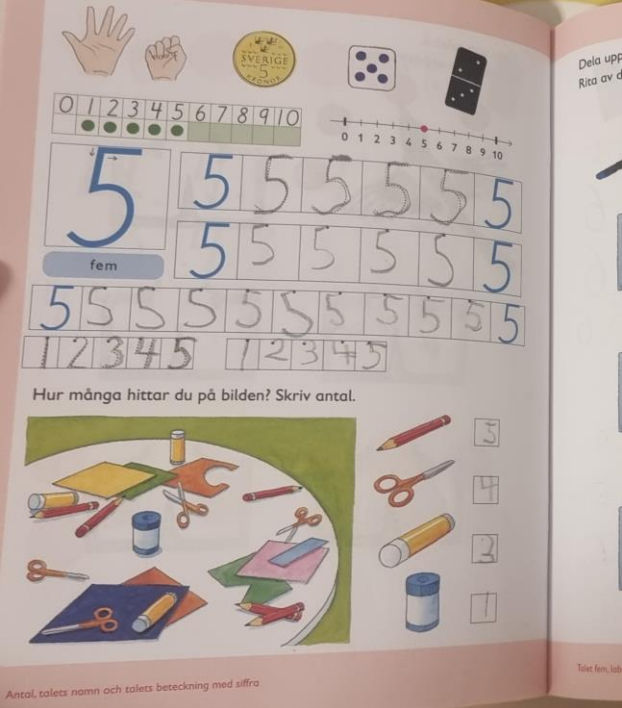 SVERIGE
5
KRONOR
0 1 2 3 4 5 6 7 8 9 10
0 1 2 3 4 5 6 7 8 9 10
5 5 5 5 5 5 5
5 5 5 5 5 5
fem
5 5 5 5 5 5 5 5 5 5 5
1 2 3 4 5 1 2 3 4 5
Hur många hittar du på bilden? Skriv antal.
5
4
3
1
Antal, talets namn och talets beteckning med siffra
Dela upp
Rita av d
Talet fem, lab